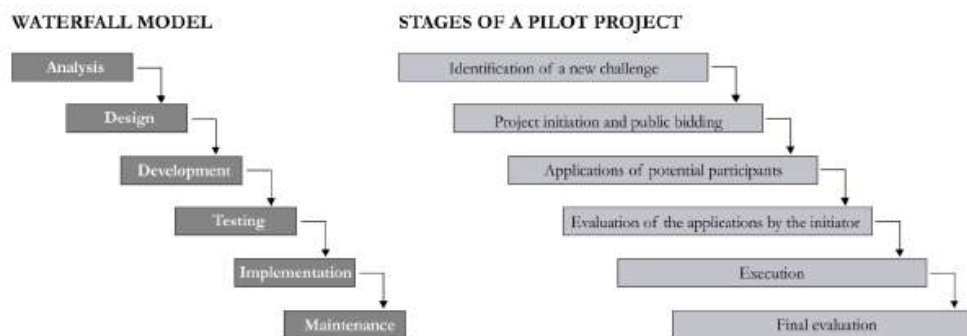 WATERFALL MODEL
Analysis
Design
Development
Testing
Implementation
Maintenance
STAGES OF A PILOT PROJECT
Identification of a new challenge
Project initiation and public bidding
Applications of potential participants
Evaluation of the applications by the initiator
Execution
Final evaluation